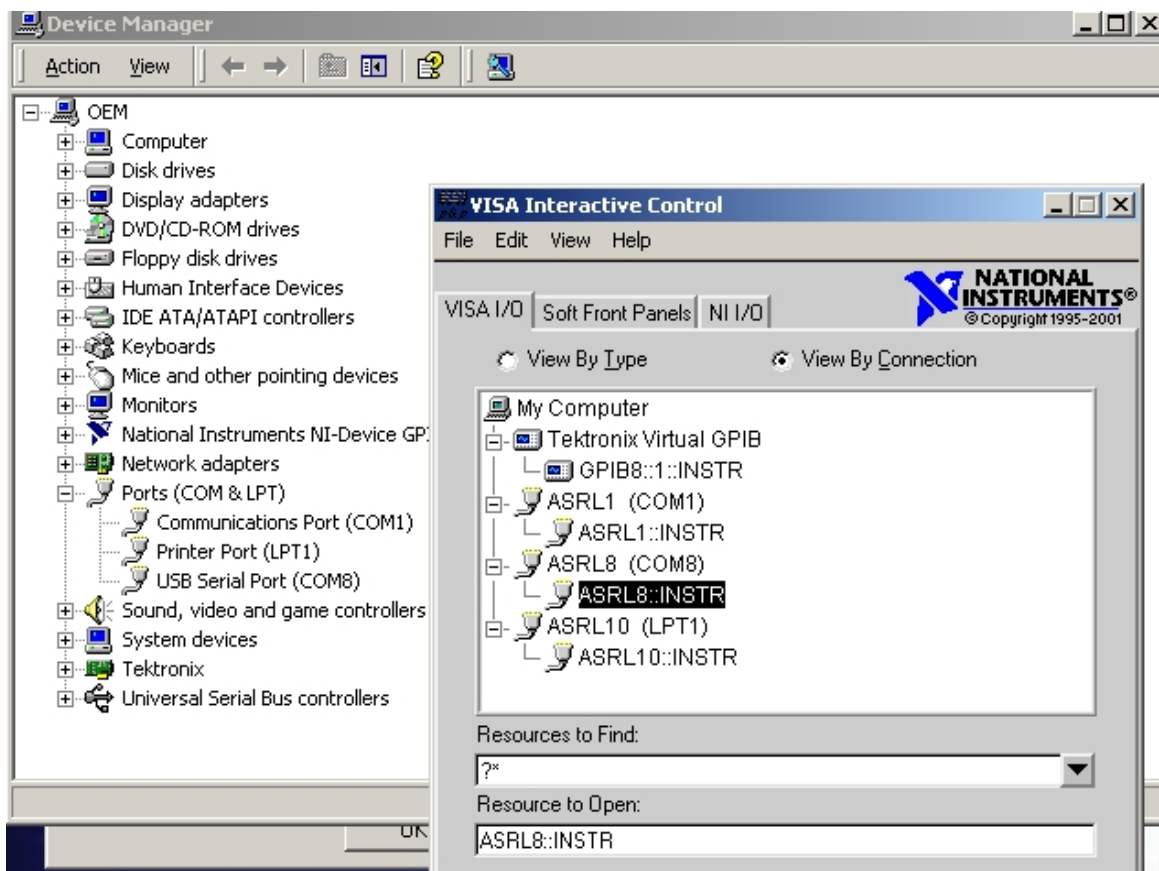 Device Manager
Action View
OEM
Computer
Disk drives
Display adapters
DVD/CD-ROM drives
Floppy disk drives
Human Interface Devices
IDE ATA/ATAPI controllers
Keyboards
Mice and other pointing devices
Monitors
National Instruments NI-Device GP
Network adapters
Ports (COM & LPT)
Communications Port (COM1)
Printer Port (LPT1)
USB Serial Port (COM8)
Sound, video and game controllers
System devices
Tektronix
Universal Serial Bus controllers
VISA Interactive Control
File Edit View Help
NATIONAL
INSTRUMENTS®
© Copyright 1995-2001
VISA I/O Soft Front Panels NI I/O
View By Type View By Connection
My Computer
Tektronix Virtual GPIB
GPIB8::1::INSTR
ASRL1 (COM1)
ASRL1::INSTR
ASRL8 (COM8)
ASRL8::INSTR
ASRL10 (LPT1)
ASRL10::INSTR
Resources to Find:
?*
Resource to Open:
ASRL8::INSTR